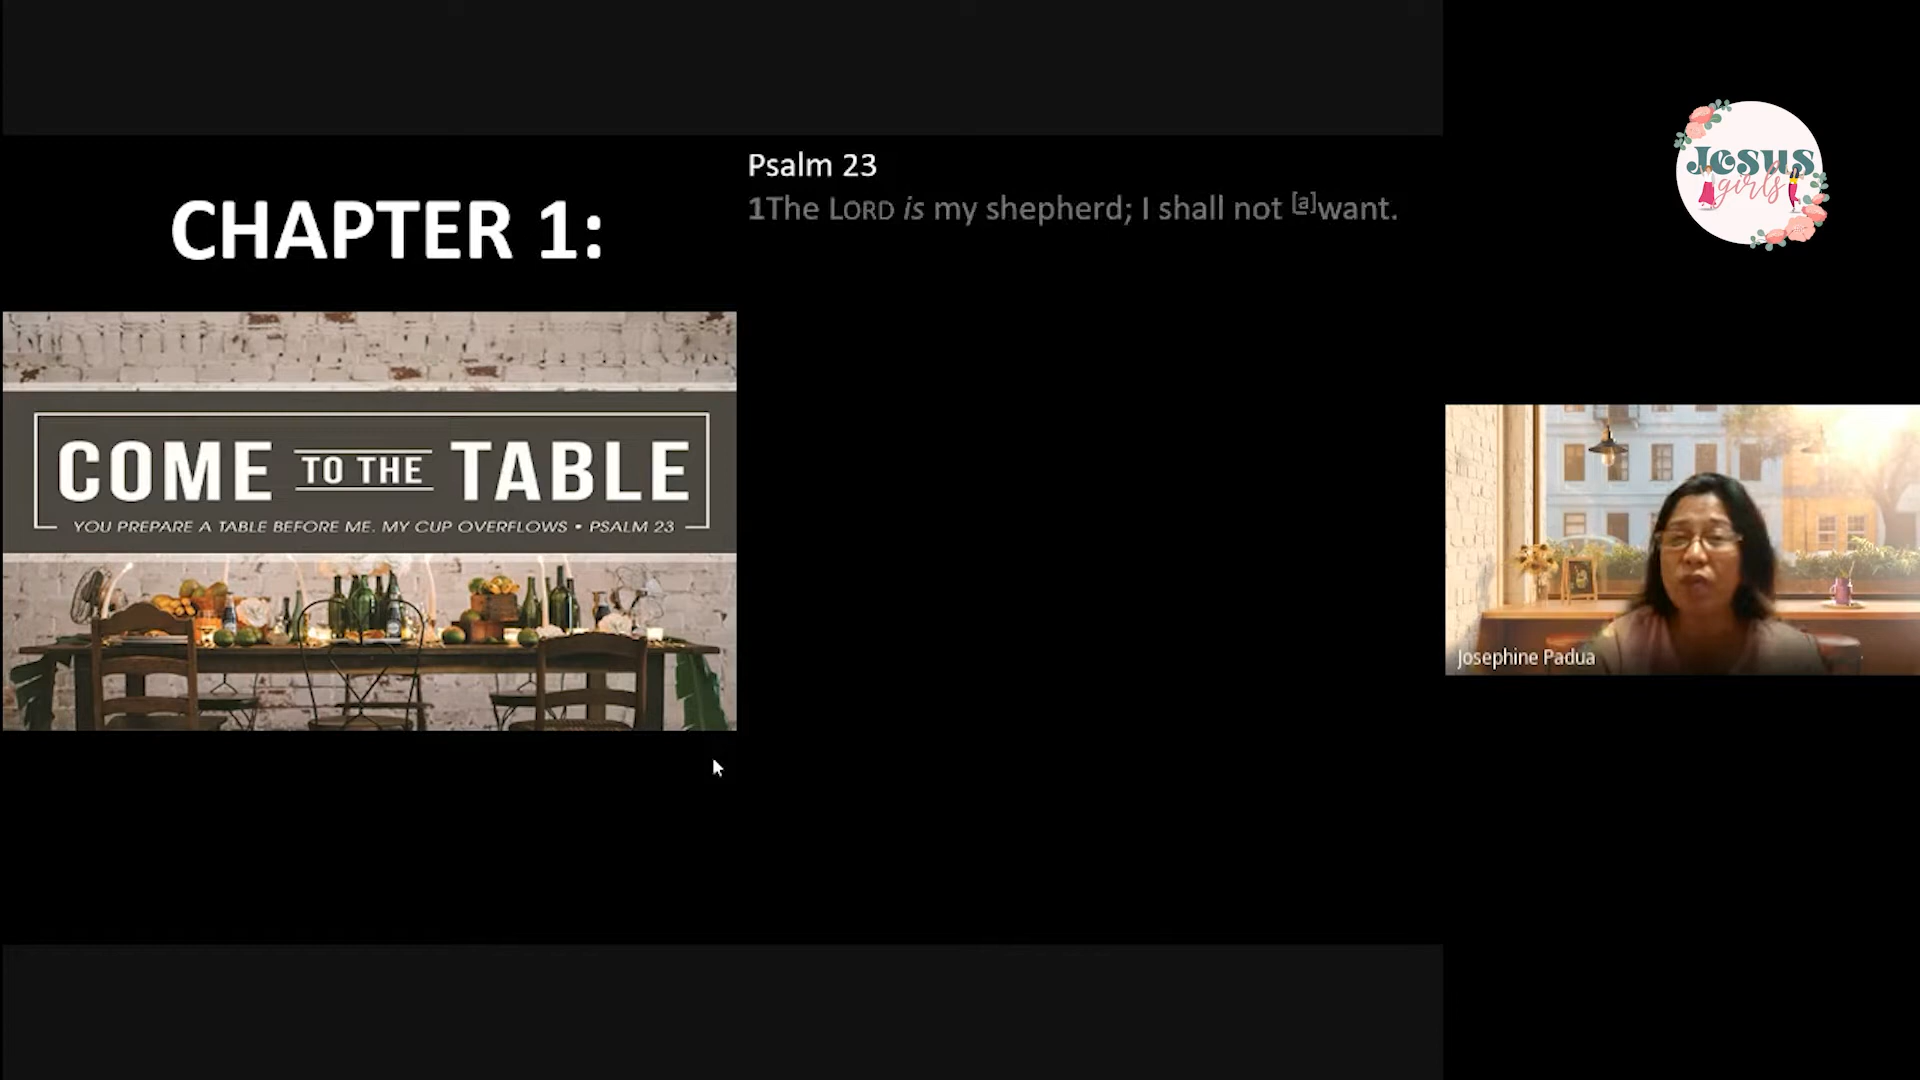 CHAPTER 1:
COME TO THE TABLE
YOU PREPARE A TABLE BEFORE ME. MY CUP OVERFLOWS • PSALM 23
Psalm 23
1The LORD is my shepherd; I shall not [a]want.
Jesus
girls
Josephine Padua